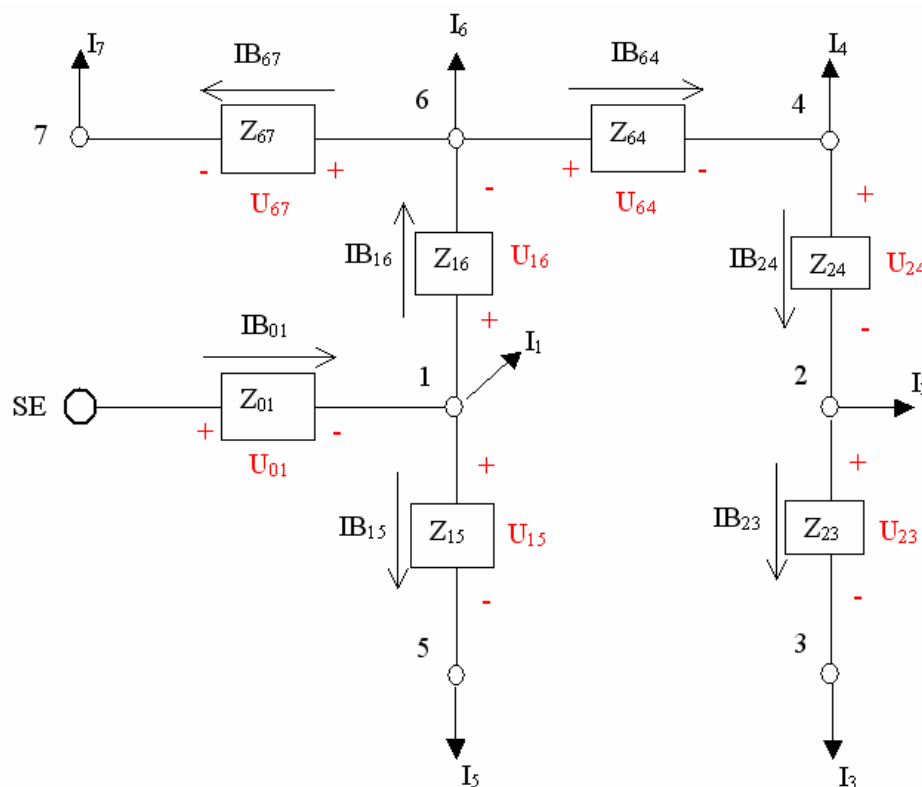 I₇ I₆ I₄
IB₆₇ IB₆₄
7 6 4
Z₆₇ Z₆₄
- + + -
U₆₇ U₆₄
- +
IB₁₆ Z₁₆ U₁₆ IB₂₄ Z₂₄ U₂₄
+ -
IB₀₁ I₁
1 2
SE Z₀₁
+ -
U₀₁
+ +
IB₁₅ Z₁₅ U₁₅ IB₂₃ Z₂₃ U₂₃
- -
5 3
I₅ I₃